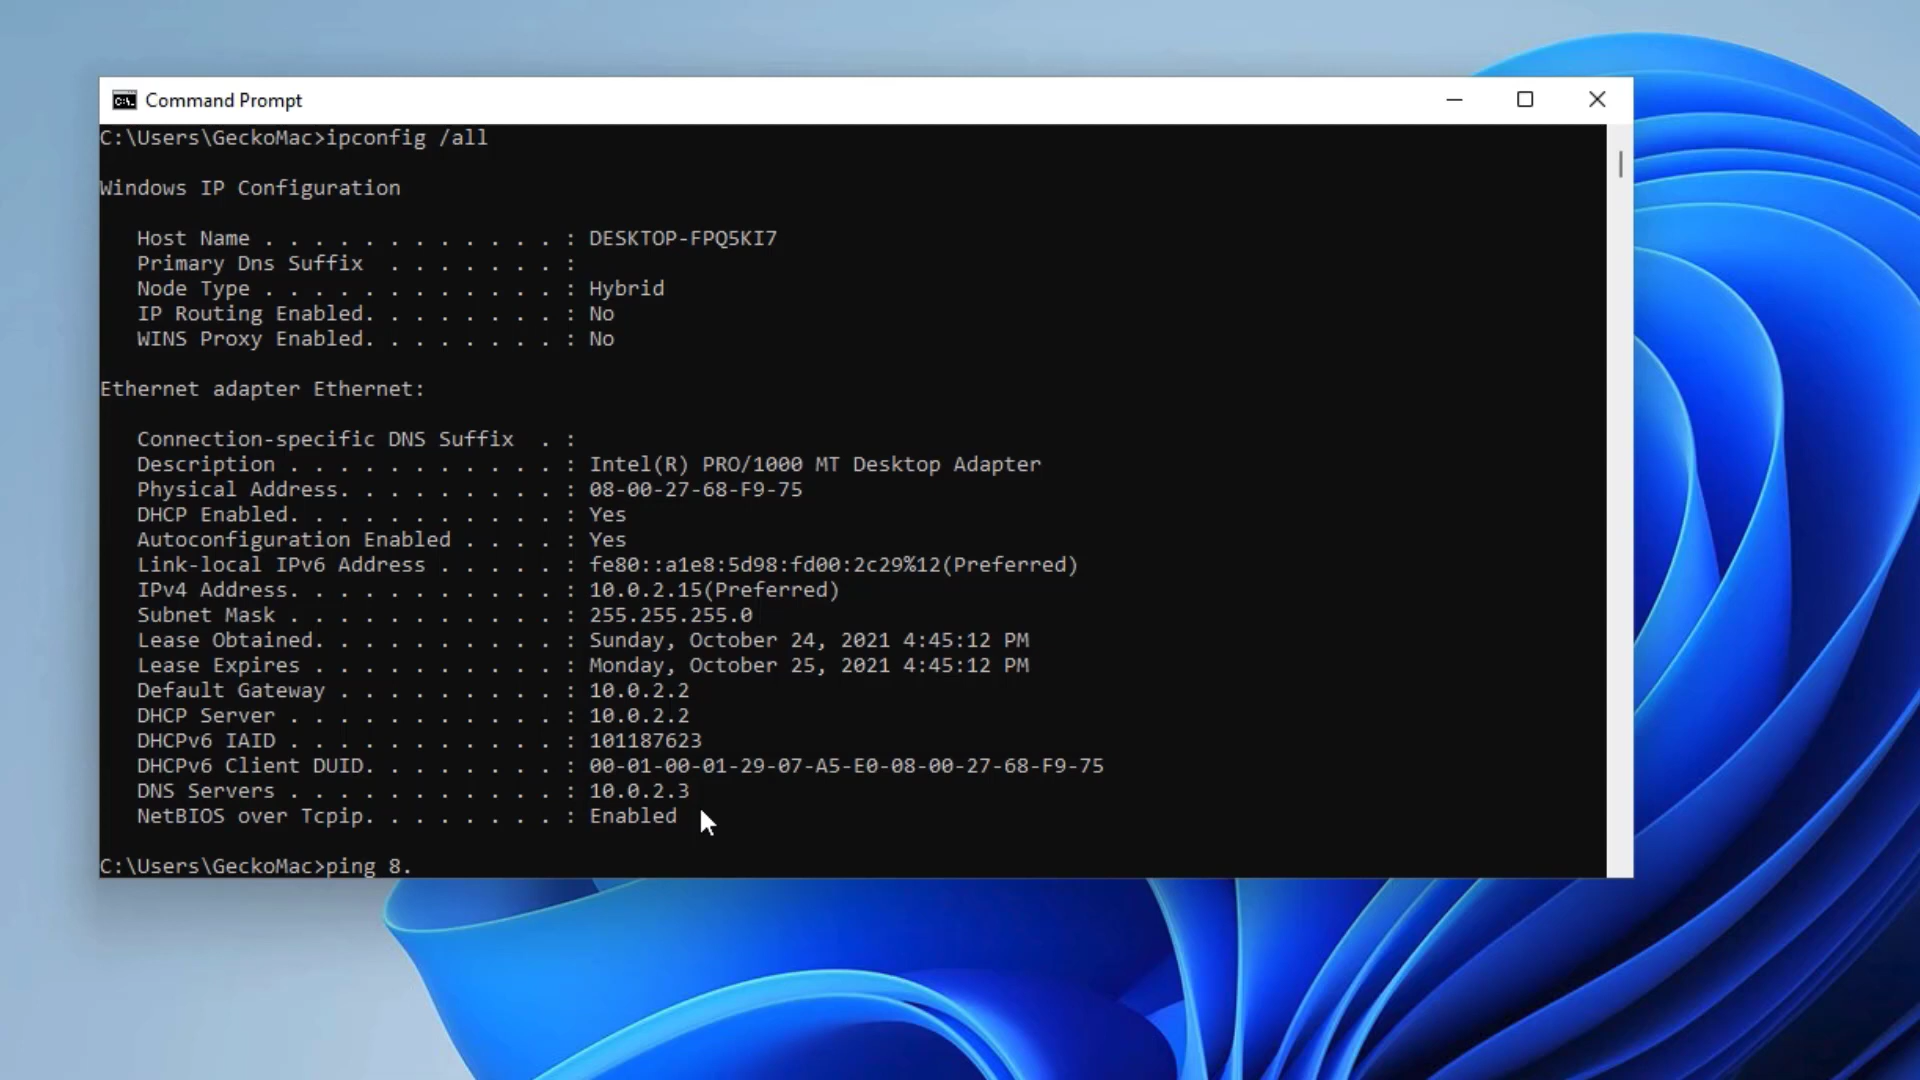 Command Prompt
C:\Users\GeckoMac>ipconfig /all
Windows IP Configuration
Host Name . . . . . . . . . . . . : DESKTOP-FPQ5KI7
Primary Dns Suffix  . . . . . . . :
Node Type . . . . . . . . . . . . : Hybrid
IP Routing Enabled. . . . . . . . : No
WINS Proxy Enabled. . . . . . . . : No
Ethernet adapter Ethernet:
Connection-specific DNS Suffix  . :
Description . . . . . . . . . . . : Intel(R) PRO/1000 MT Desktop Adapter
Physical Address. . . . . . . . . : 08-00-27-68-F9-75
DHCP Enabled. . . . . . . . . . . : Yes
Autoconfiguration Enabled . . . . : Yes
Link-local IPv6 Address . . . . . : fe80::a1e8:5d98:fd00:2c29%12(Preferred)
IPv4 Address. . . . . . . . . . . : 10.0.2.15(Preferred)
Subnet Mask . . . . . . . . . . . : 255.255.255.0
Lease Obtained. . . . . . . . . . : Sunday, October 24, 2021 4:45:12 PM
Lease Expires . . . . . . . . . . : Monday, October 25, 2021 4:45:12 PM
Default Gateway . . . . . . . . . : 10.0.2.2
DHCP Server . . . . . . . . . . . : 10.0.2.2
DHCPv6 IAID . . . . . . . . . . . : 101187623
DHCPv6 Client DUID. . . . . . . . : 00-01-00-01-29-07-A5-E0-08-00-27-68-F9-75
DNS Servers . . . . . . . . . . . : 10.0.2.3
NetBIOS over Tcpip. . . . . . . . : Enabled
C:\Users\GeckoMac>ping 8.